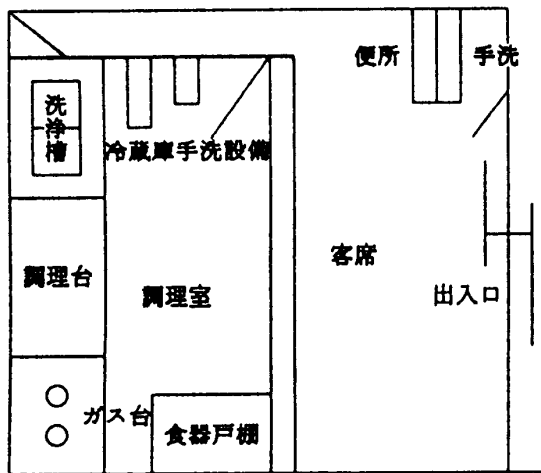 便所
手洗
洗浄槽
冷蔵庫
手洗設備
調理台
調理室
客席
出入口
ガス台
食器戸棚